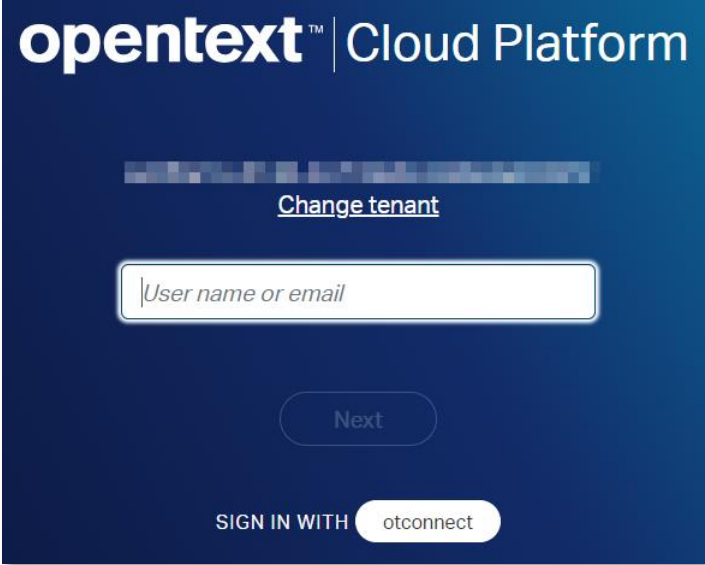 opentext™ | Cloud Platform
Change tenant
User name or email
Next
SIGN IN WITH otconnect